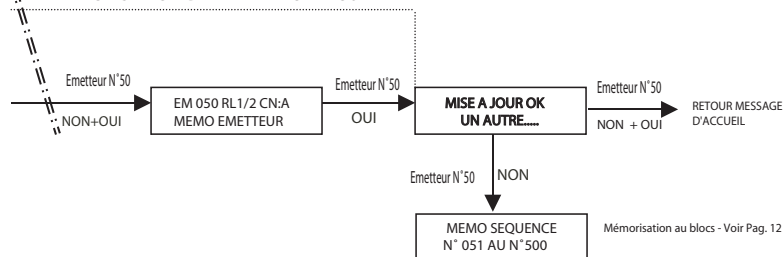 Emetteur N˚50
NON+OUI
EM 050 RL1/2 CN:A
MEMO EMETTEUR
Emetteur N˚50
OUI
MISE A JOUR OK
UN AUTRE.....
Emetteur N˚50
NON + OUI
RETOUR MESSAGE
D'ACCUEIL
Emetteur N˚50
NON
MEMO SEQUENCE
N˚ 051 AU N˚500
Mémorisation au blocs - Voir Pag. 12